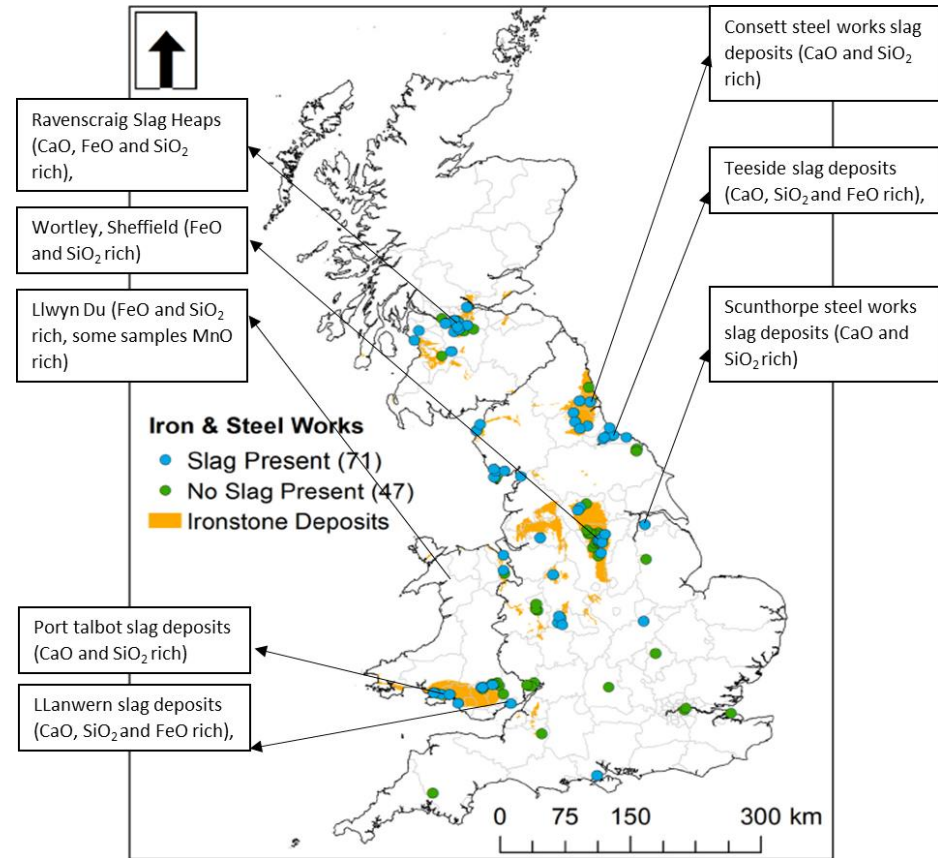 Ravenscraig Slag Heaps
(CaO, FeO and SiO₂
rich),
Wortley, Sheffield (FeO
and SiO₂ rich)
Llwyn Du (FeO and SiO₂
rich, some samples MnO
rich)
Iron & Steel Works
Slag Present (71)
No Slag Present (47)
Ironstone Deposits
Port talbot slag deposits
(CaO and SiO₂ rich)
LLanwern slag deposits
(CaO, SiO₂ and FeO rich),
Consett steel works slag
deposits (CaO and SiO₂
rich)
Teeside slag deposits
(CaO, SiO₂ and FeO rich),
Scunthorpe steel works
slag deposits (CaO and
SiO₂ rich)
0 75 150 300 km